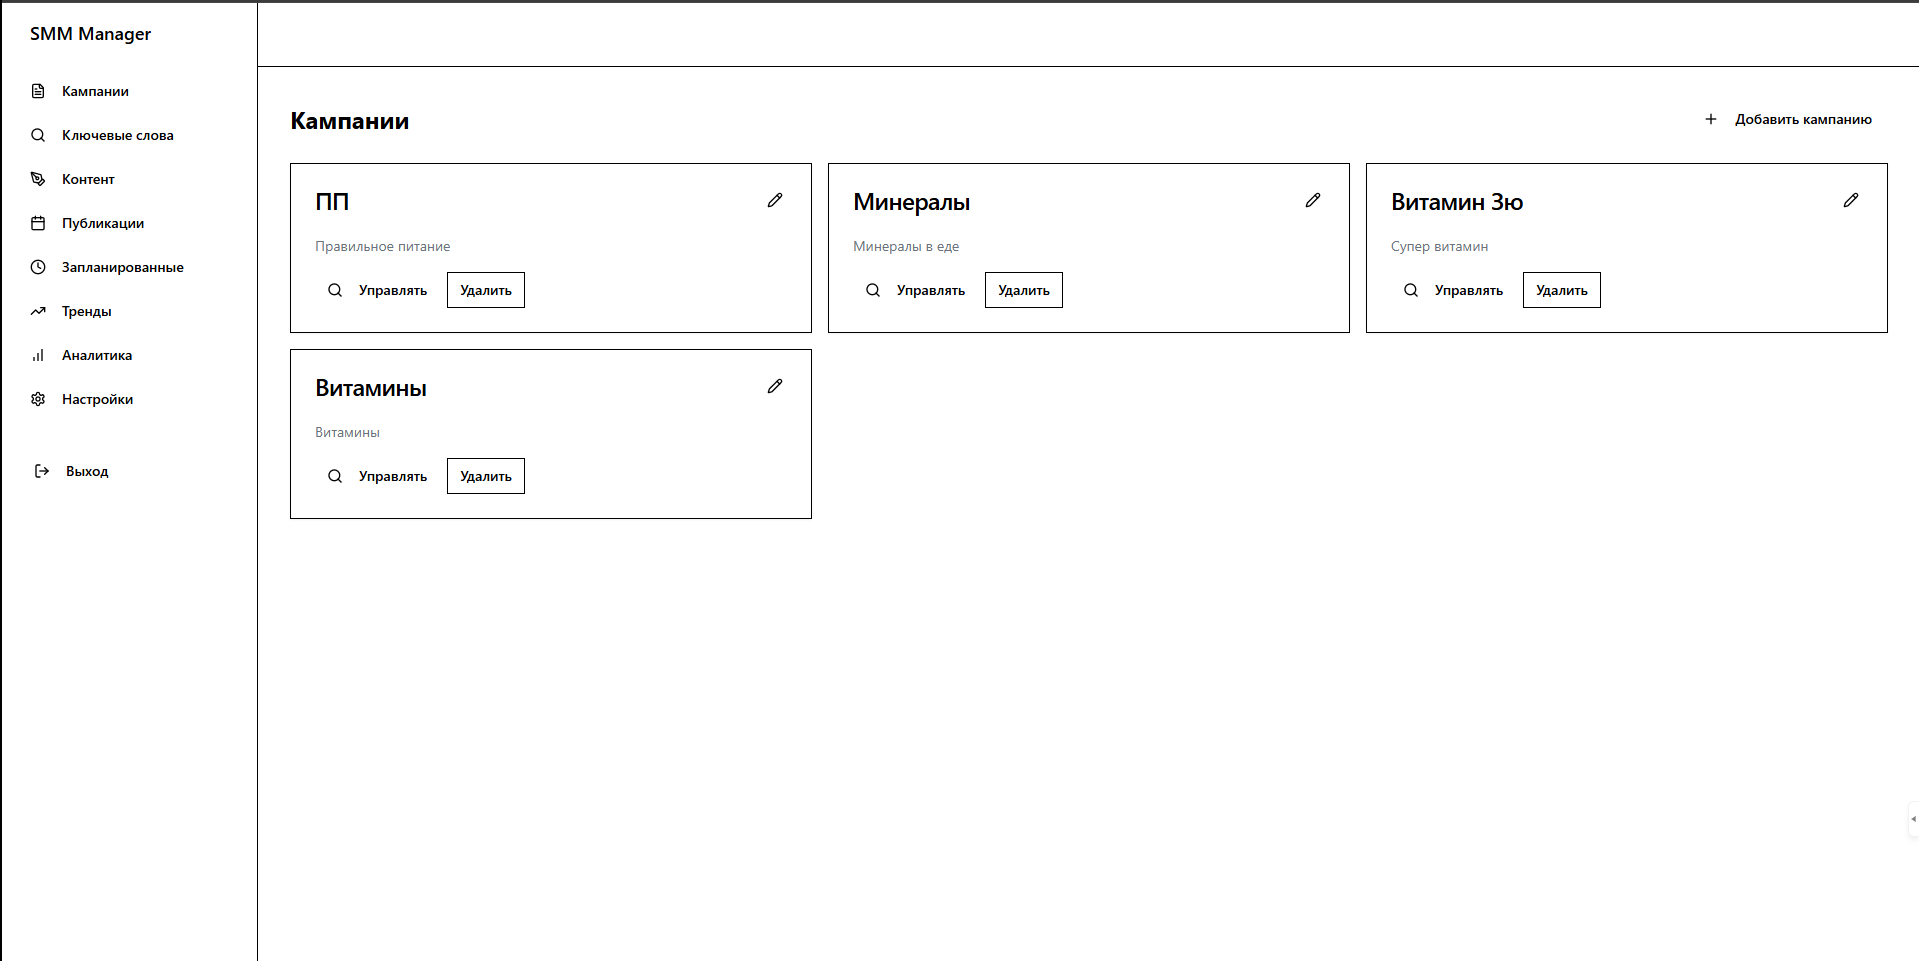 SMM Manager
Кампании
Ключевые слова
Контент
Публикации
Запланированные
Тренды
Аналитика
Настройки
Выход
Кампании
Добавить кампанию
ПП
Правильное питание
Управлять Удалить
Минералы
Минералы в еде
Управлять Удалить
Витамин Зю
Супер витамин
Управлять Удалить
Витамины
Витамины
Управлять Удалить